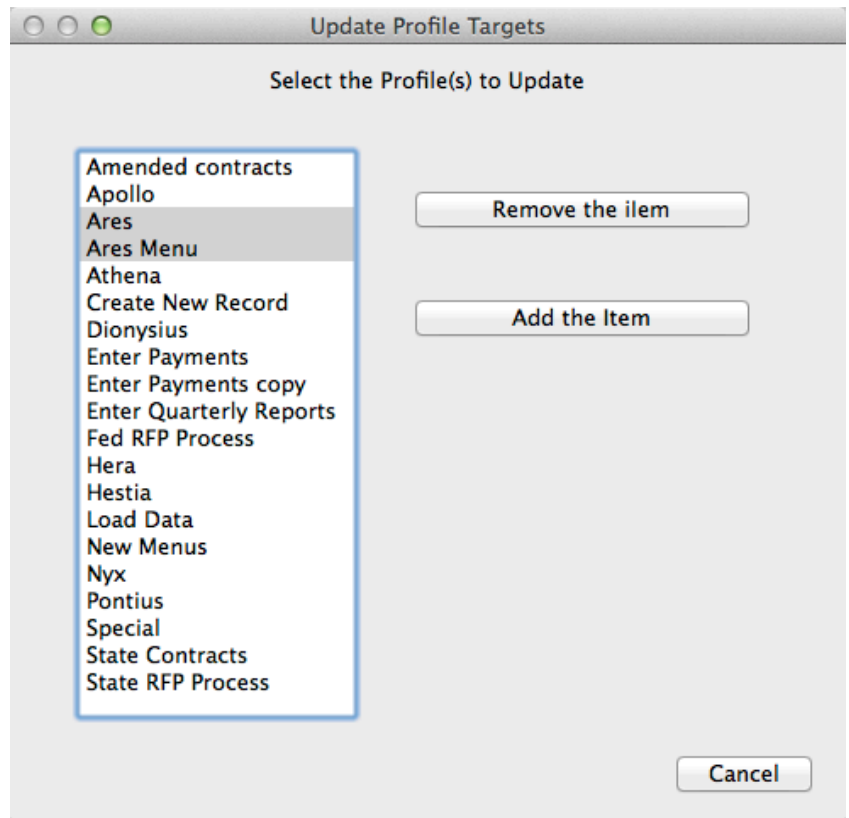 Update Profile Targets
Select the Profile(s) to Update
Amended contracts
Apollo
Ares
Ares Menu
Athena
Create New Record
Dionysius
Enter Payments
Enter Payments copy
Enter Quarterly Reports
Fed RFP Process
Hera
Hestia
Load Data
New Menus
Nyx
Pontius
Special
State Contracts
State RFP Process
Remove the ilem
Add the Item
Cancel